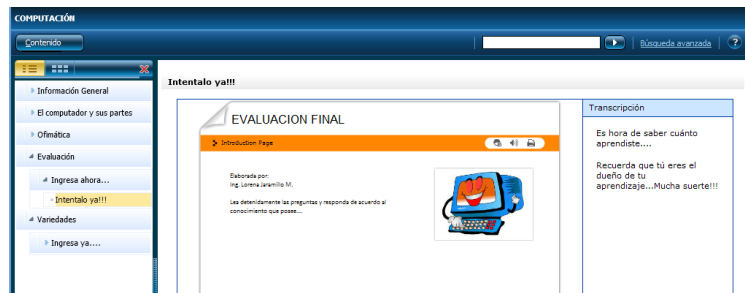 COMPUTACIÓN
Contenido
Búsqueda avanzada
?
Información General
El computador y sus partes
Ofimática
Evaluación
Ingresa ahora...
Intentalo ya!!!
Variedades
Ingresa ya....
Intentalo ya!!!
EVALUACION FINAL
Introduction Page
Elaborada por:
Ing. Lorena Jaramillo M.
Lea detenidamente las preguntas y responda de acuerdo al
conocimiento que posee...
Transcripción
Es hora de saber cuánto
aprendiste....
Recuerda que tú eres el
dueño de tu
aprendizaje...Mucha suerte!!!